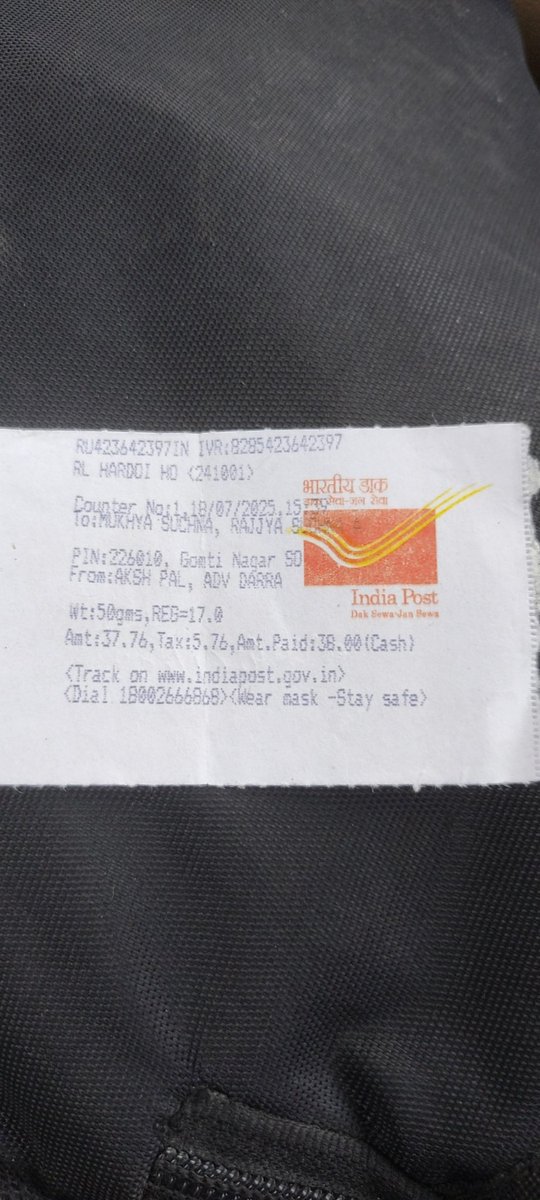 RU423642397IN IVR:8285423642397
RL HARDOI HO <241001>
Counter No:1,18/07/2025,15:39
To:MUKHYA SUCHNA, RAJJYA
PIN:226010, Gomti Nagar SO
From:AKSH PAL, ADV DARRA
Wt:50gms,REG=17.0
Amt:37.76,Tax:5.76,Amt.Paid:38.00(Cash)
<Track on www.indiapost.gov.in>
<Dial 18002666868><Wear mask -Stay safe>
भारतीय डाक
डाक सेवा-जन सेवा
India Post
Dak Sewa-Jan Sewa